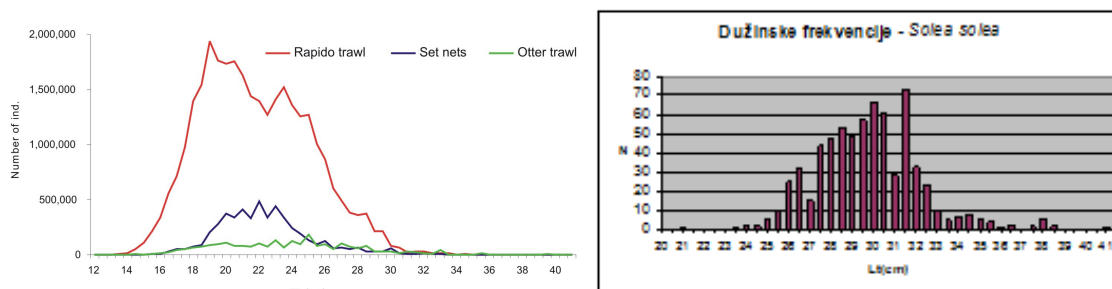 2,000,000
1,500,000
1,000,000
500,000
0
Number of ind.
Rapido trawl Set nets Otter trawl
12 14 16 18 20 22 24 26 28 30 32 34 36 38 40
Dužinske frekvencije - Solea solea
80
70
60
50
40
30
20
10
0
N
20 21 22 23 24 25 26 27 28 29 30 31 32 33 34 35 36 37 38 39 40 41
Lt(cm)